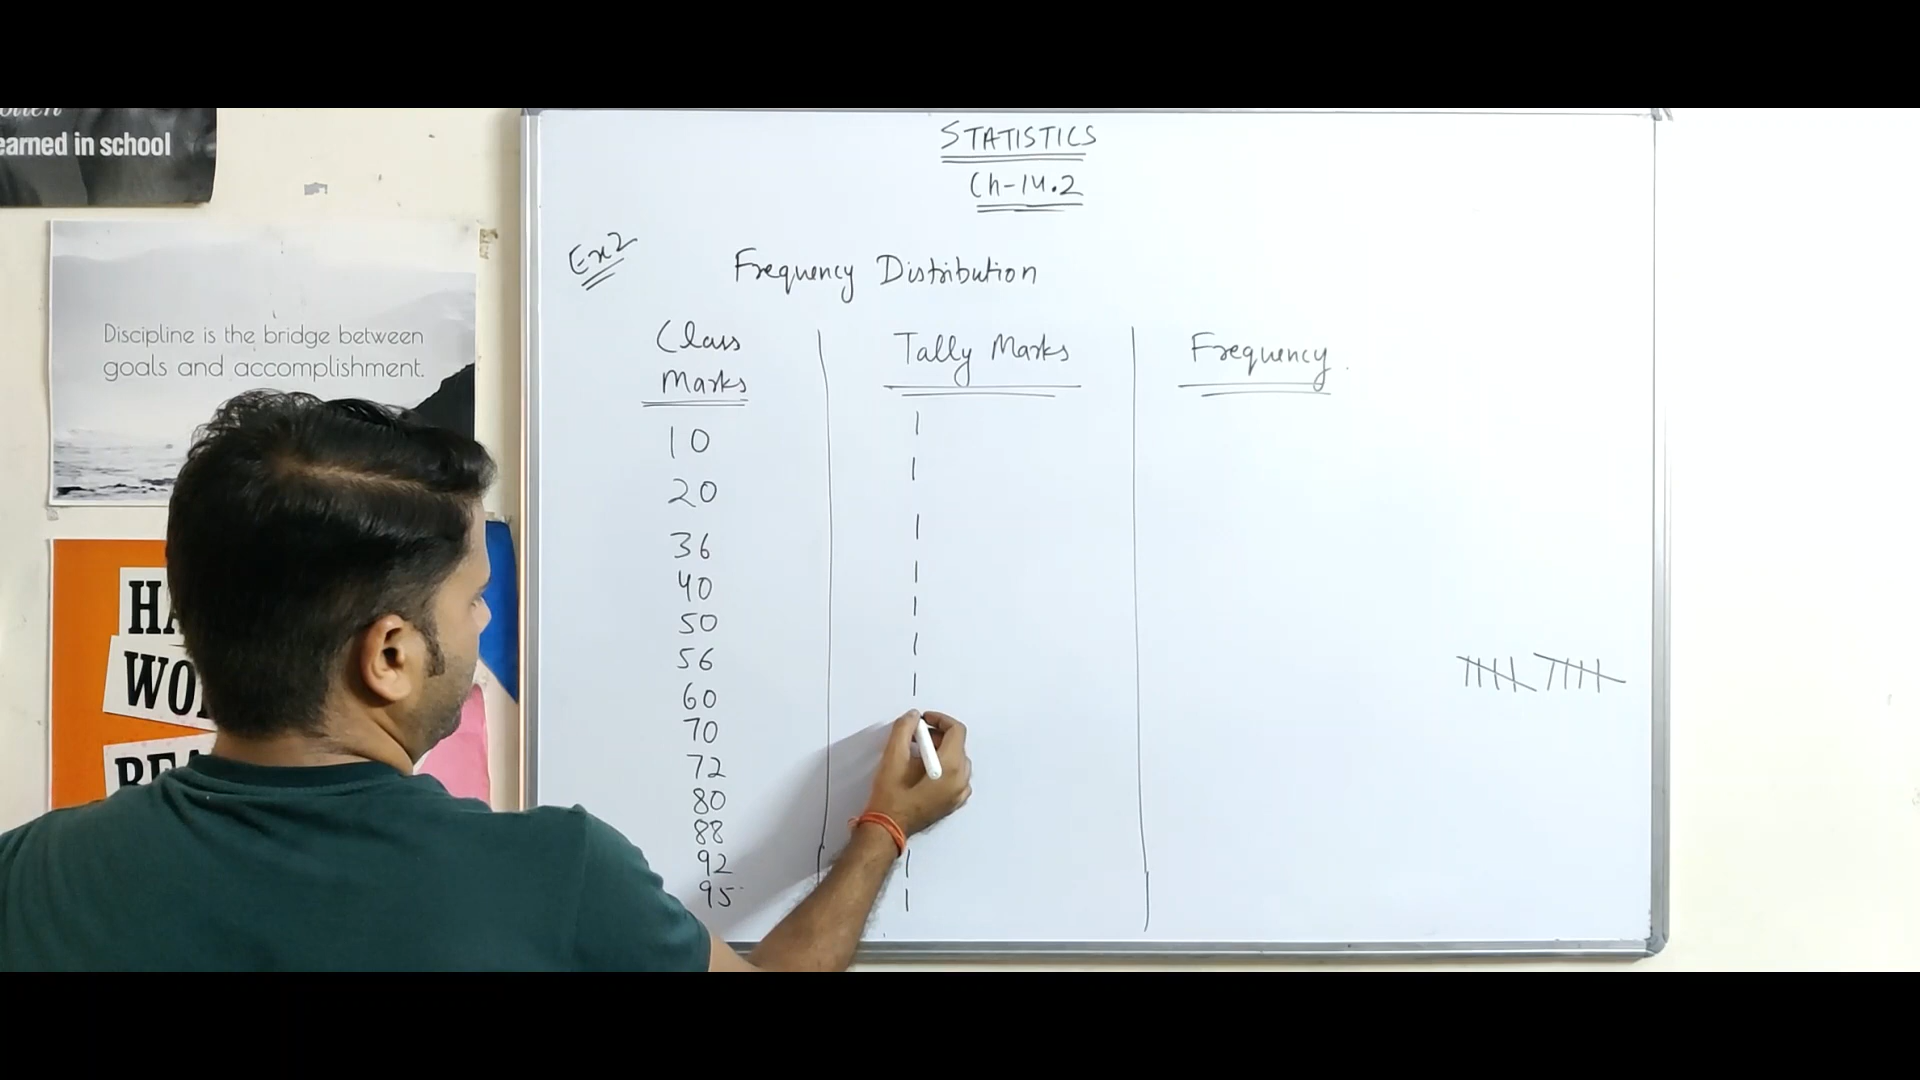 earned in school
Discipline is the bridge between
goals and accomplishment.
STATISTICS
Ch-14.2
Ex2
Frequency Distribution
Class Marks
Tally Marks
Frequency
10 |
20 |
36 |
40 |
50 |
56 |
60 |
70
72
80
88
92 |
95 |